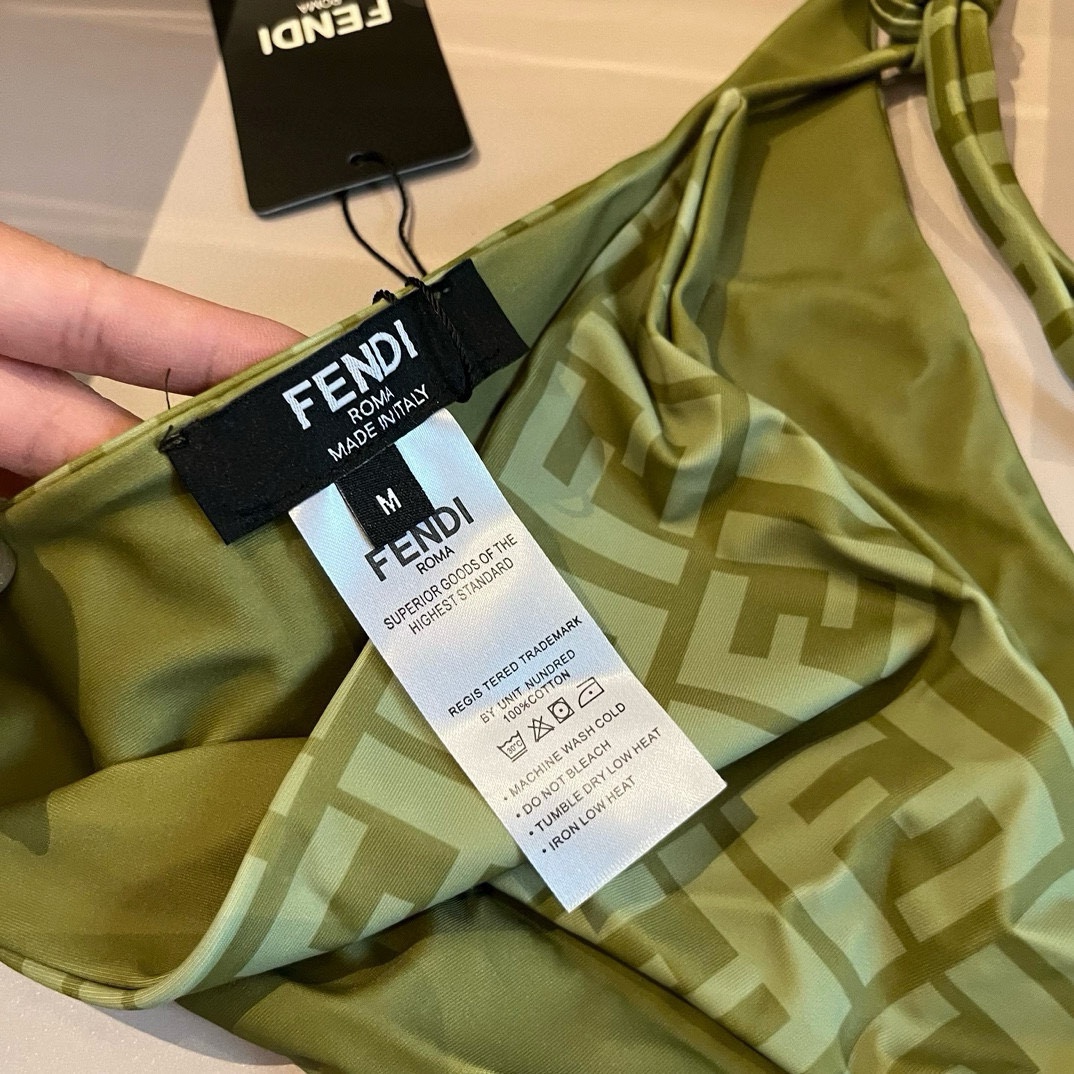 FENDI
ROMA
FENDI
ROMA
MADE IN ITALY
M
FENDI
ROMA
SUPERIOR GOODS OF THE
HIGHEST STANDARD
REGIS TERED TRADEMARK
BY UNIT NUNDRED
100%COTTON
30°C
• MACHINE WASH COLD
• DO NOT BLEACH
• TUMBLE DRY LOW HEAT
• IRON LOW HEAT